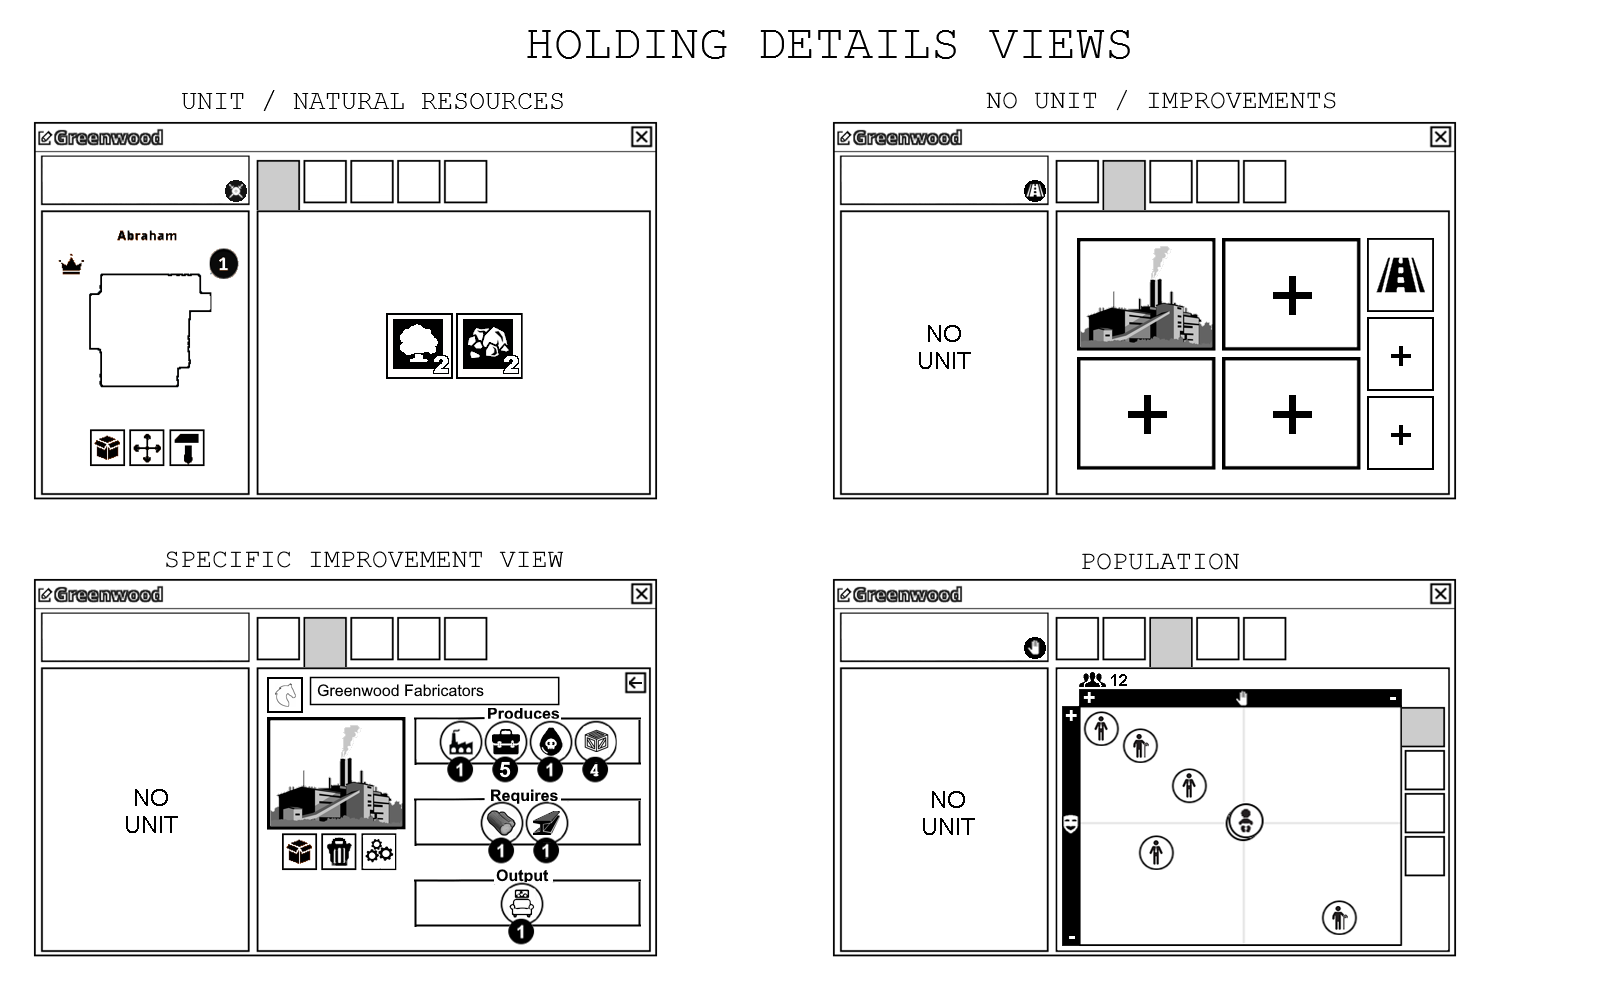 HOLDING DETAILS VIEWS
UNIT / NATURAL RESOURCES
Greenwood
Abraham
1
2
2
NO UNIT / IMPROVEMENTS
Greenwood
NO
UNIT
+
+
+
+
+
SPECIFIC IMPROVEMENT VIEW
Greenwood
NO
UNIT
Greenwood Fabricators
Produces
1 5 1 4
Requires
1 1
Output
1
POPULATION
Greenwood
NO
UNIT
12
+ -
+
-